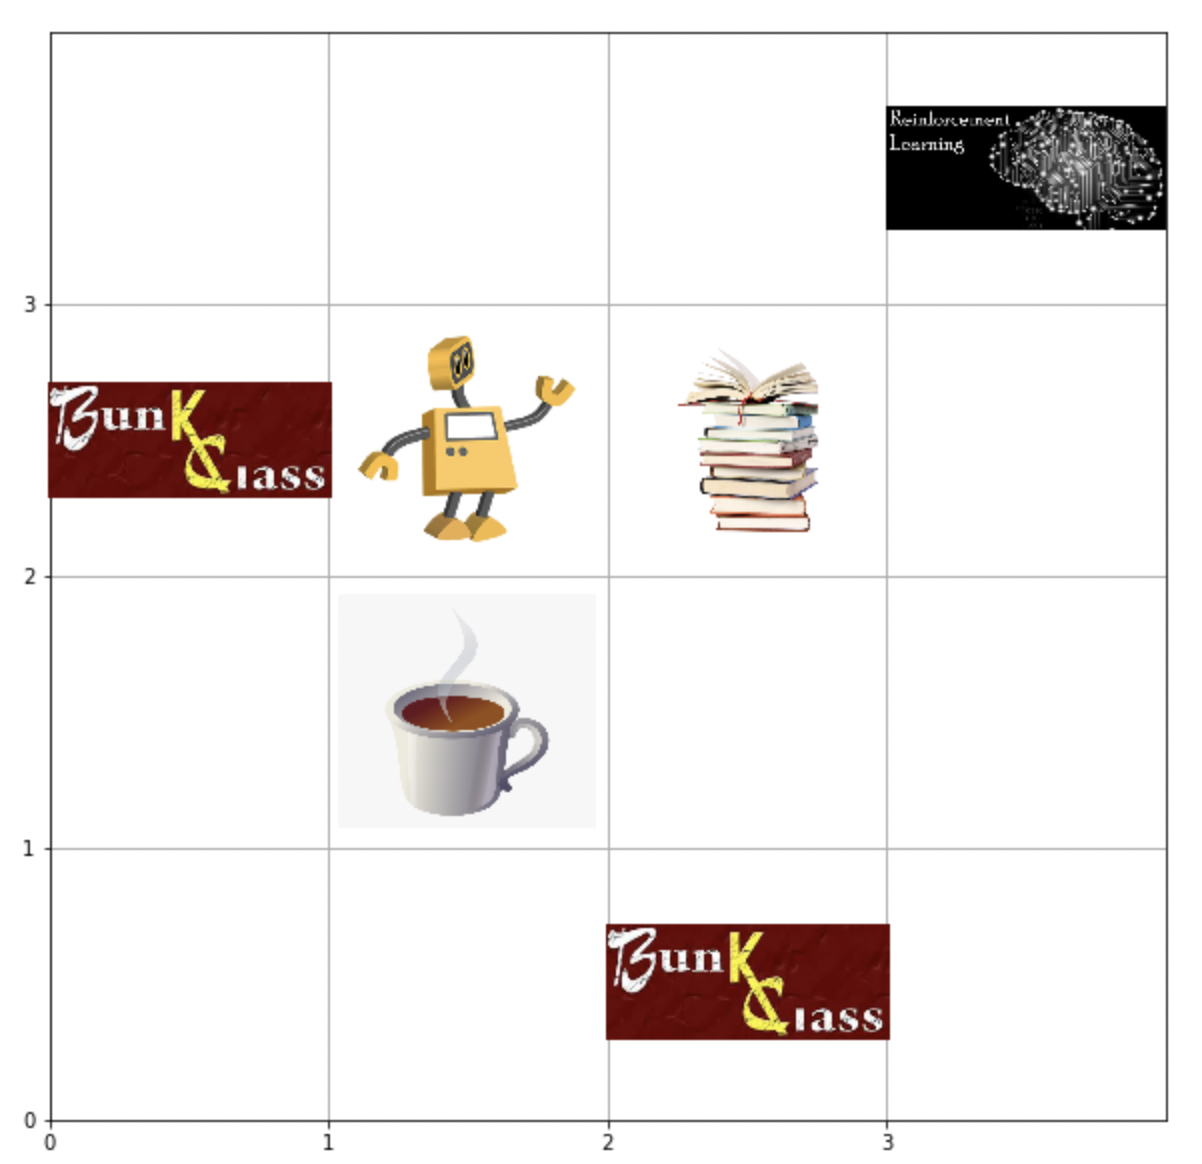 Reinforcement
Learning
3
BunK
Class
2
1
BunK
Class
0
0 1 2 3